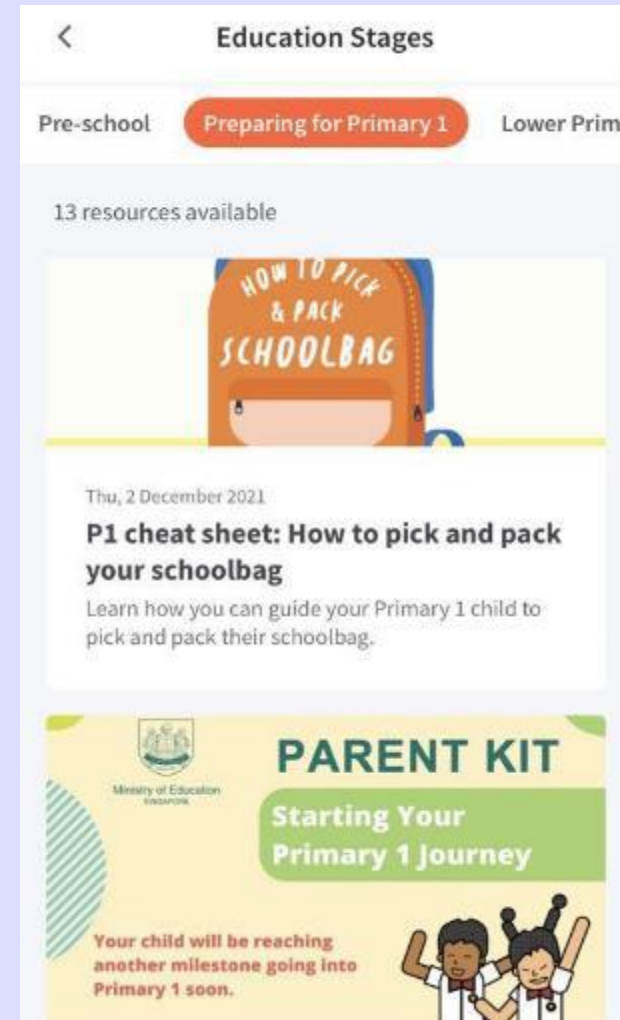 Education Stages
Pre-school
Preparing for Primary 1
Lower Prim
13 resources available
HOW TO PICK
& PACK
SCHOOLBAG
Thu, 2 December 2021
P1 cheat sheet: How to pick and pack
your schoolbag
Learn how you can guide your Primary 1 child to
pick and pack their schoolbag.
Ministry of Education
SINGAPORE
PARENT KIT
Starting Your
Primary 1 Journey
Your child will be reaching
another milestone going into
Primary 1 soon.